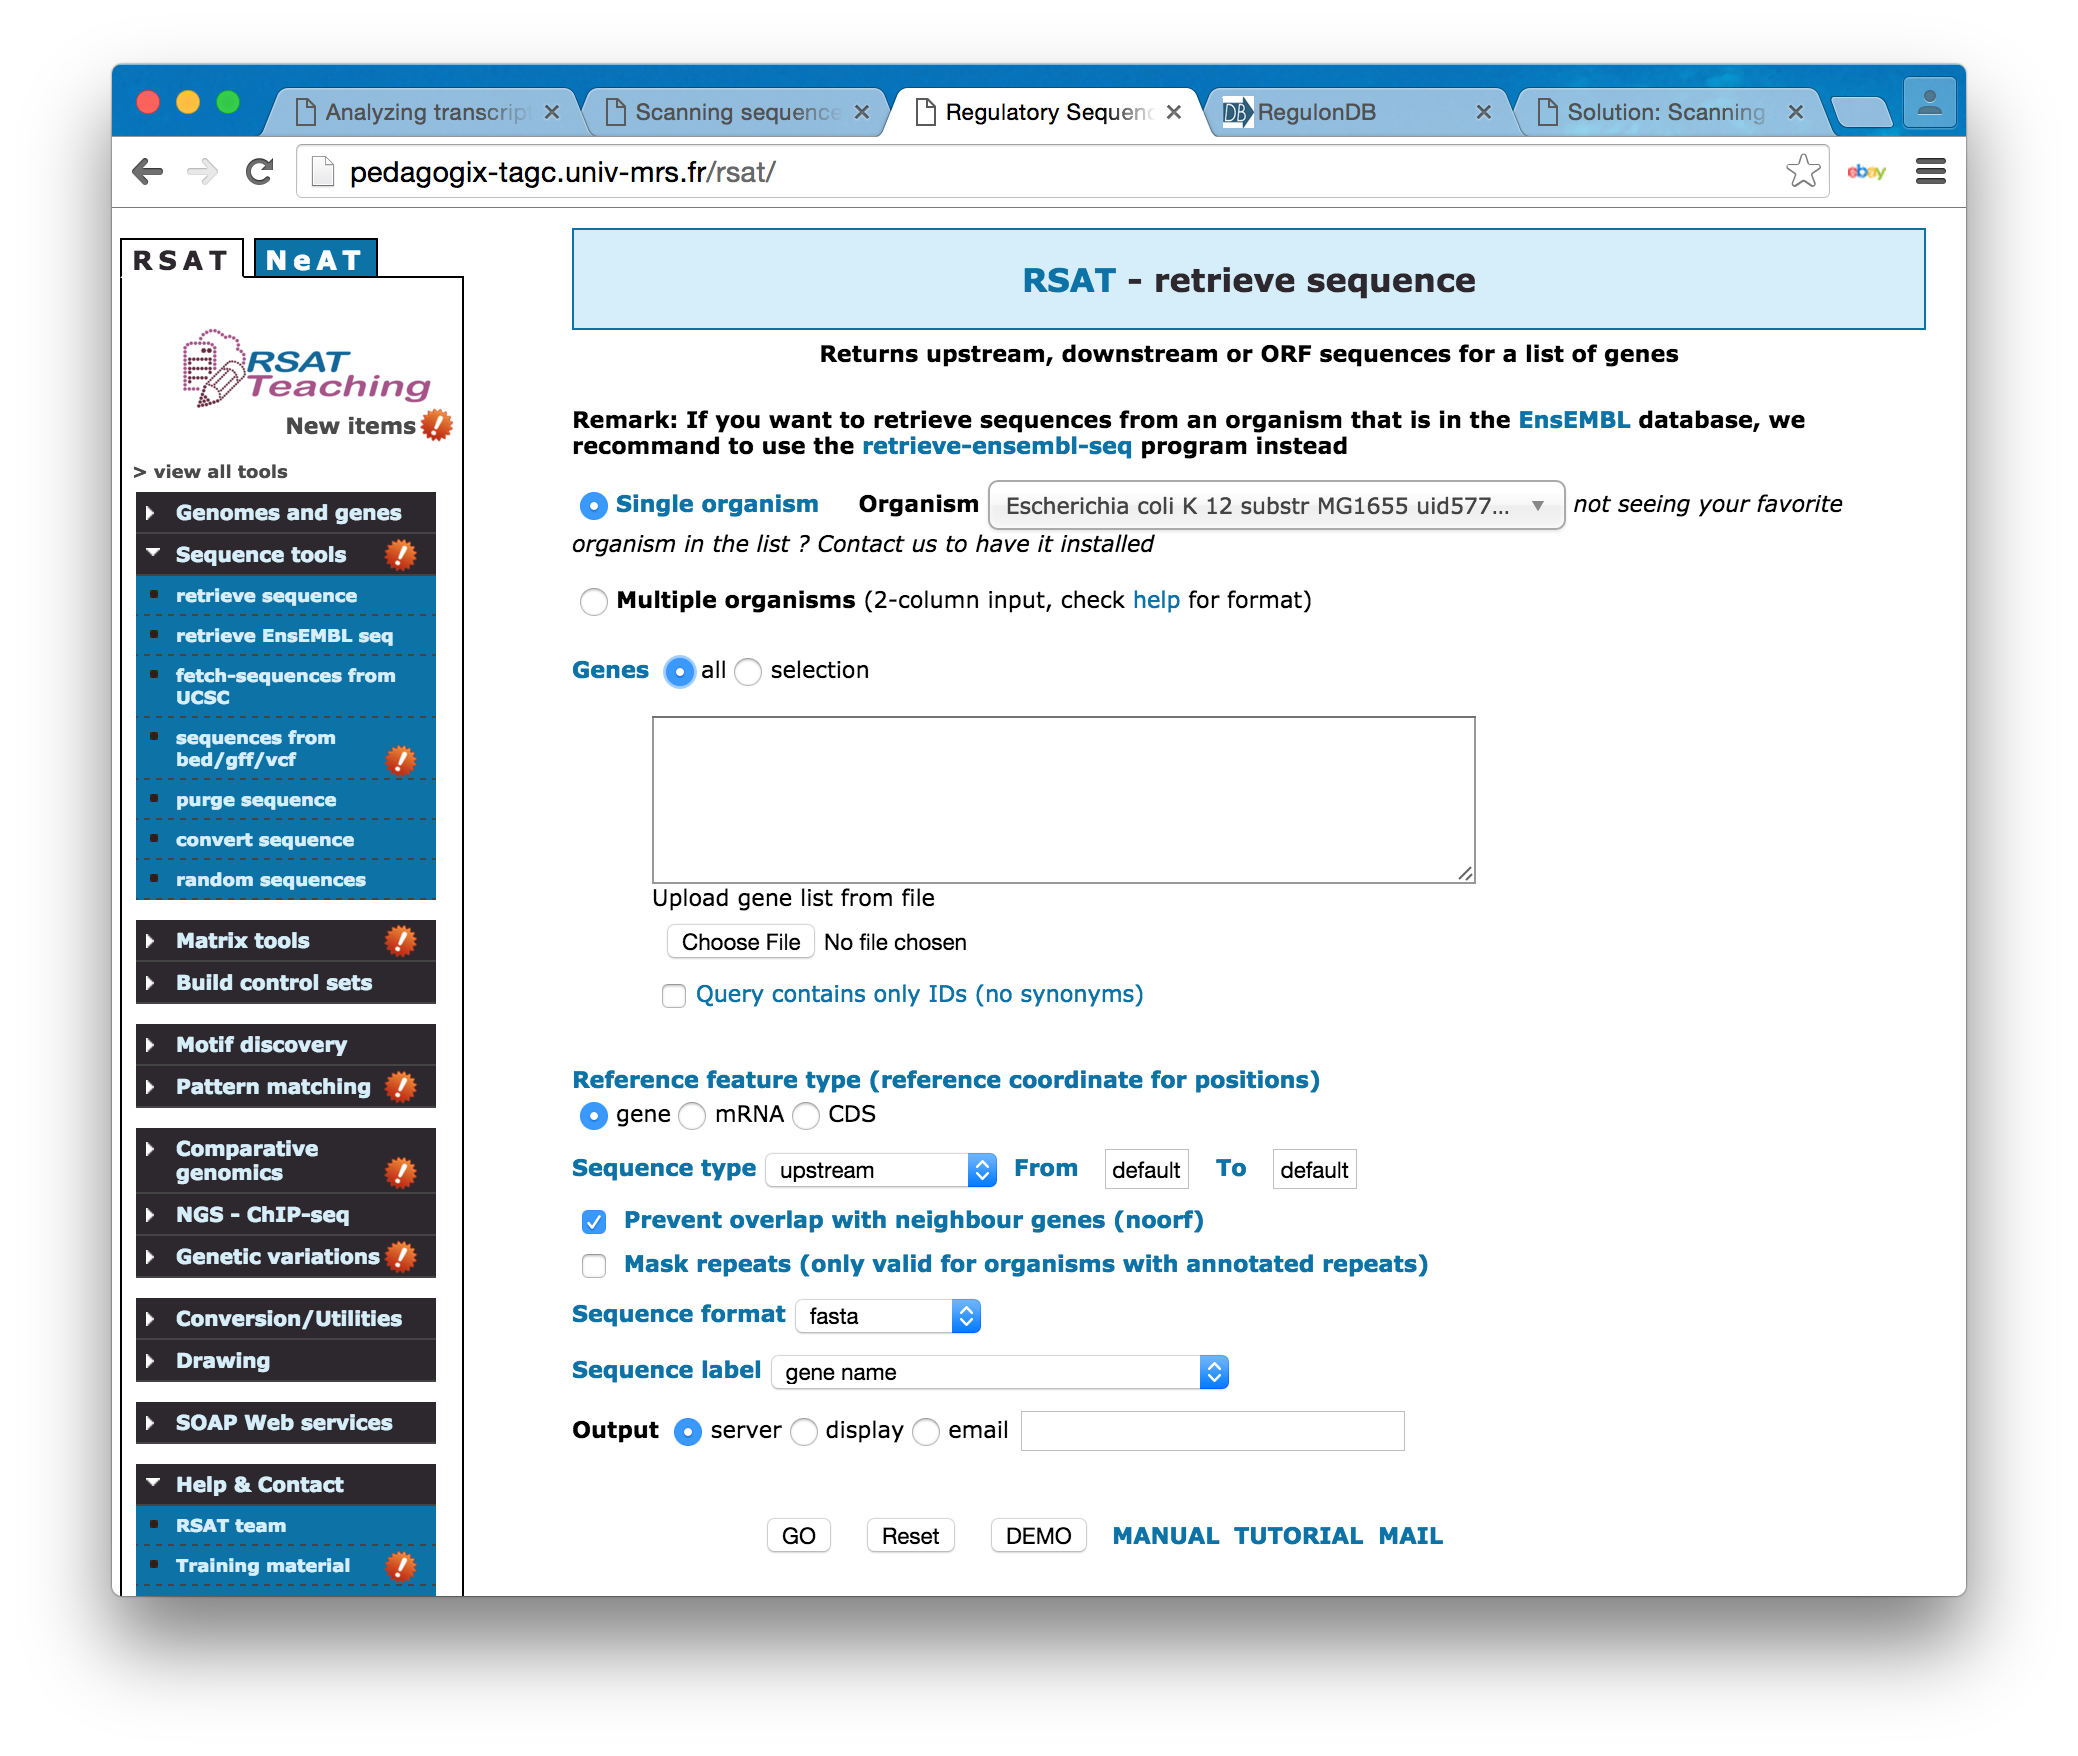 Analyzing transcrip
Scanning sequence
Regulatory Sequen
DB RegulonDB
Solution: Scanning
pedagogix-tagc.univ-mrs.fr/rsat/
ebay
RSAT NeAT
RSAT
Teaching
New items
> view all tools
Genomes and genes
Sequence tools
retrieve sequence
retrieve EnsEMBL seq
fetch-sequences from
UCSC
sequences from
bed/gff/vcf
purge sequence
convert sequence
random sequences
Matrix tools
Build control sets
Motif discovery
Pattern matching
Comparative
genomics
NGS - ChIP-seq
Genetic variations
Conversion/Utilities
Drawing
SOAP Web services
Help & Contact
RSAT team
Training material
RSAT - retrieve sequence
Returns upstream, downstream or ORF sequences for a list of genes
Remark: If you want to retrieve sequences from an organism that is in the EnsEMBL database, we
recommand to use the retrieve-ensembl-seq program instead
Single organism Organism Escherichia coli K 12 substr MG1655 uid577... not seeing your favorite
organism in the list ? Contact us to have it installed
Multiple organisms (2-column input, check help for format)
Genes all selection
Upload gene list from file
Choose File No file chosen
Query contains only IDs (no synonyms)
Reference feature type (reference coordinate for positions)
gene mRNA CDS
Sequence type upstream From default To default
Prevent overlap with neighbour genes (noorf)
Mask repeats (only valid for organisms with annotated repeats)
Sequence format fasta
Sequence label gene name
Output server display email
GO Reset DEMO MANUAL TUTORIAL MAIL